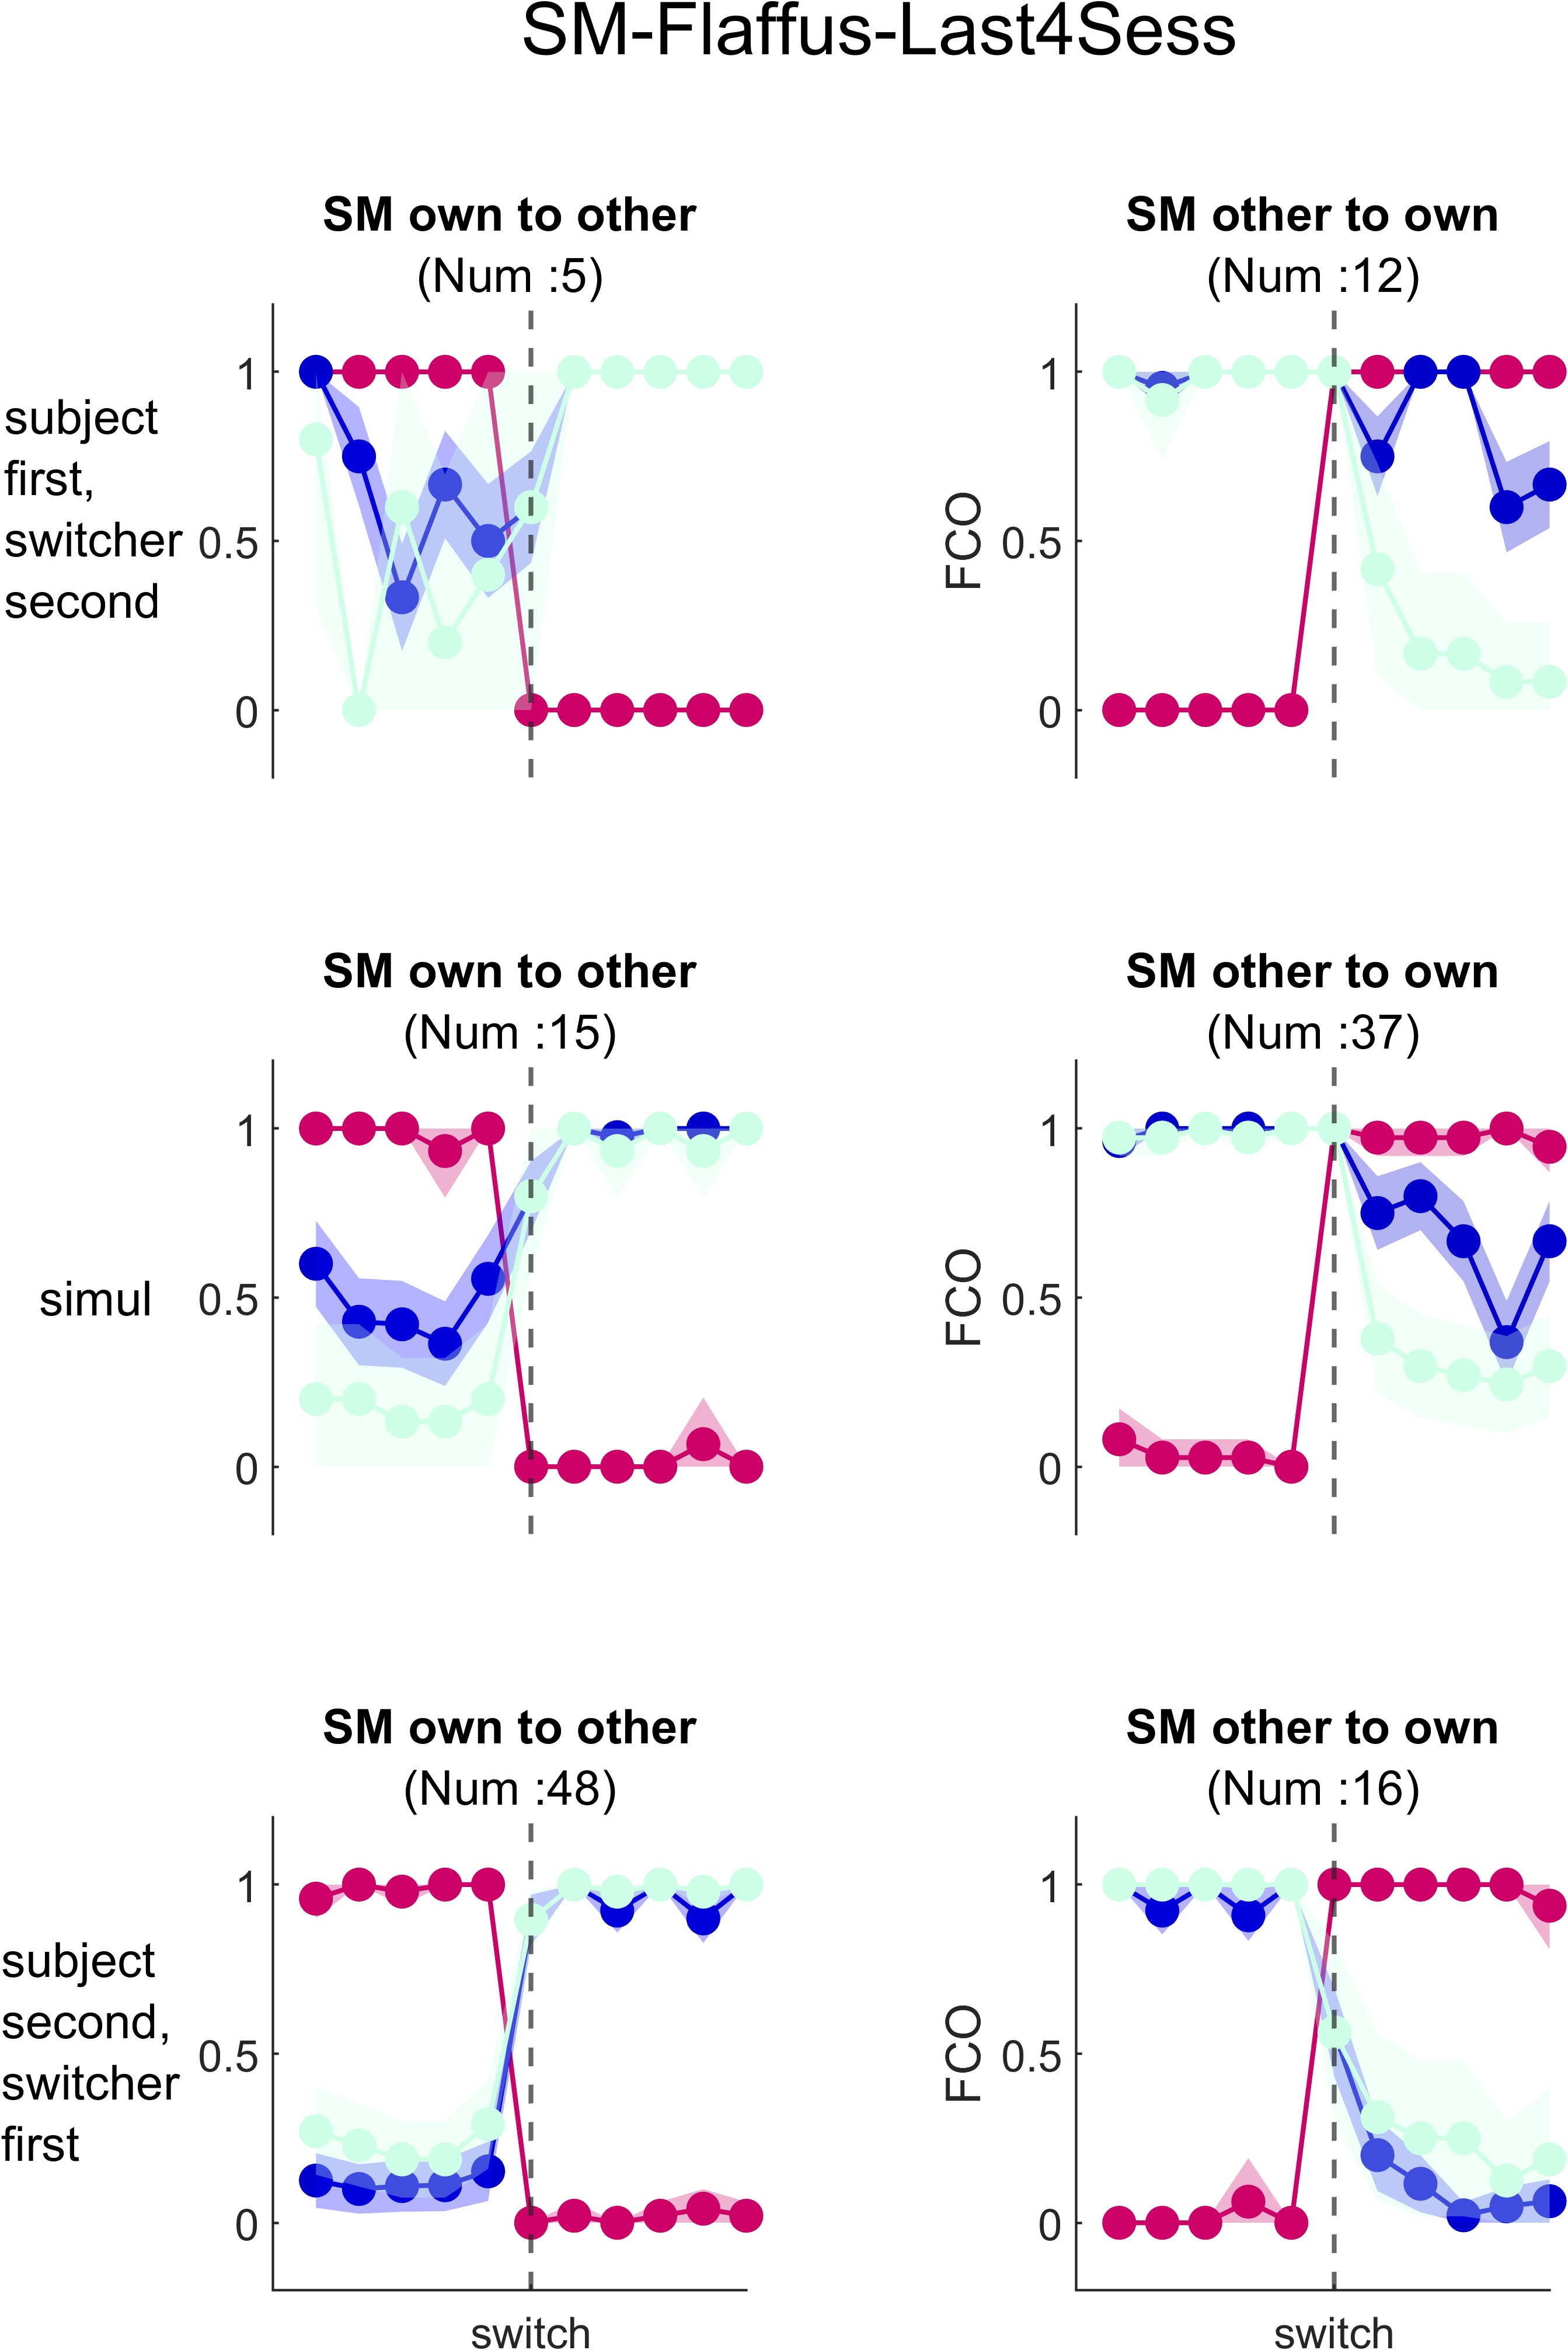 SM-Flaffus-Last4Sess
SM own to other
(Num :5)
SM other to own
(Num :12)
subject
first,
switcher
second
1
0.5
0
FCO
1
0.5
0
SM own to other
(Num :15)
SM other to own
(Num :37)
simul
1
0.5
0
FCO
1
0.5
0
SM own to other
(Num :48)
SM other to own
(Num :16)
subject
second,
switcher
first
1
0.5
0
switch
FCO
1
0.5
0
switch